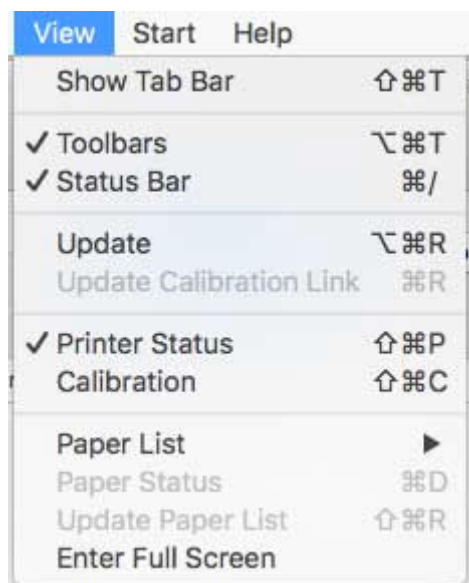 View Start Help
Show Tab Bar ⇧⌘T
✓ Toolbars ⌥⌘T
✓ Status Bar ⌘/
Update ⌥⌘R
Update Calibration Link ⌘R
✓ Printer Status ⇧⌘P
Calibration ⇧⌘C
Paper List ▶
Paper Status ⌘D
Update Paper List ⇧⌘R
Enter Full Screen